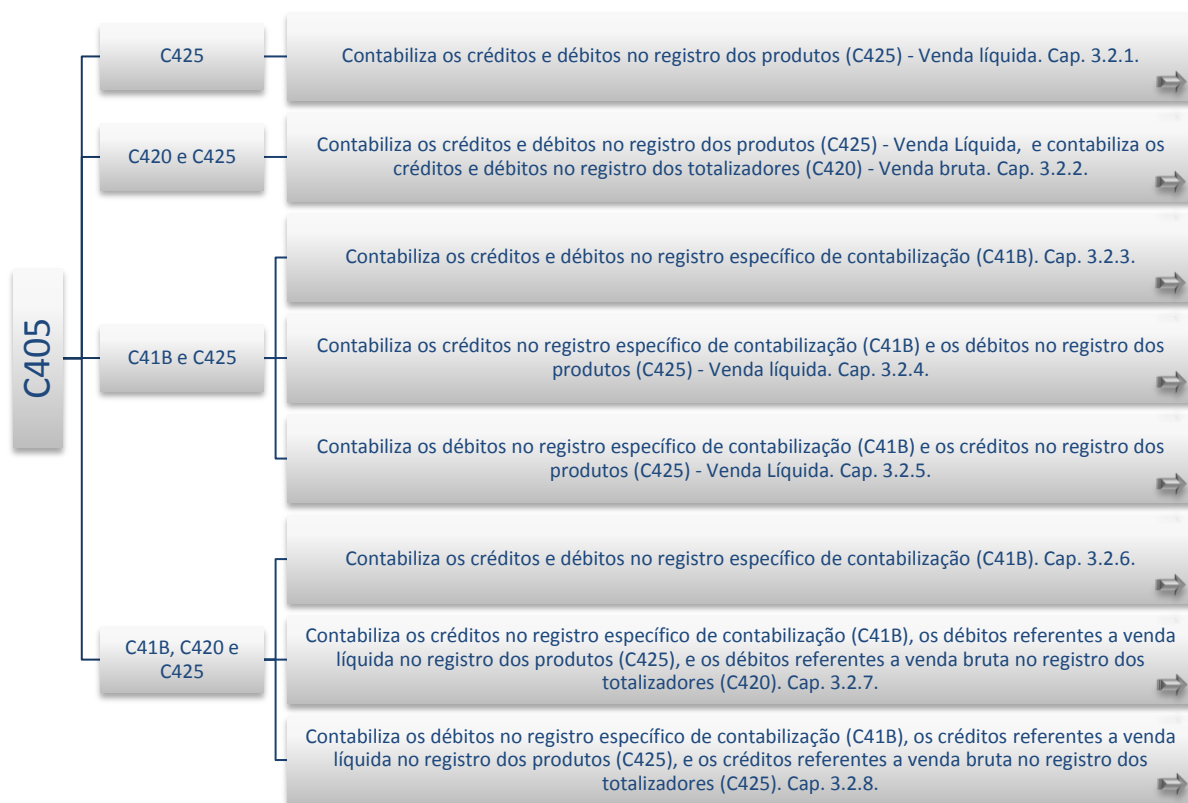 C405
C425
Contabiliza os créditos e débitos no registro dos produtos (C425) - Venda líquida. Cap. 3.2.1.
C420 e C425
Contabiliza os créditos e débitos no registro dos produtos (C425) - Venda Líquida, e contabiliza os
créditos e débitos no registro dos totalizadores (C420) - Venda bruta. Cap. 3.2.2.
C41B e C425
Contabiliza os créditos e débitos no registro específico de contabilização (C41B). Cap. 3.2.3.
Contabiliza os créditos no registro específico de contabilização (C41B) e os débitos no registro dos
produtos (C425) - Venda líquida. Cap. 3.2.4.
Contabiliza os débitos no registro específico de contabilização (C41B) e os créditos no registro dos
produtos (C425) - Venda Líquida. Cap. 3.2.5.
C41B, C420 e
C425
Contabiliza os créditos e débitos no registro específico de contabilização (C41B). Cap. 3.2.6.
Contabiliza os créditos no registro específico de contabilização (C41B), os débitos referentes a venda
líquida no registro dos produtos (C425), e os débitos referentes a venda bruta no registro dos
totalizadores (C420). Cap. 3.2.7.
Contabiliza os débitos no registro específico de contabilização (C41B), os créditos referentes a venda
líquida no registro dos produtos (C425), e os créditos referentes a venda bruta no registro dos
totalizadores (C425). Cap. 3.2.8.